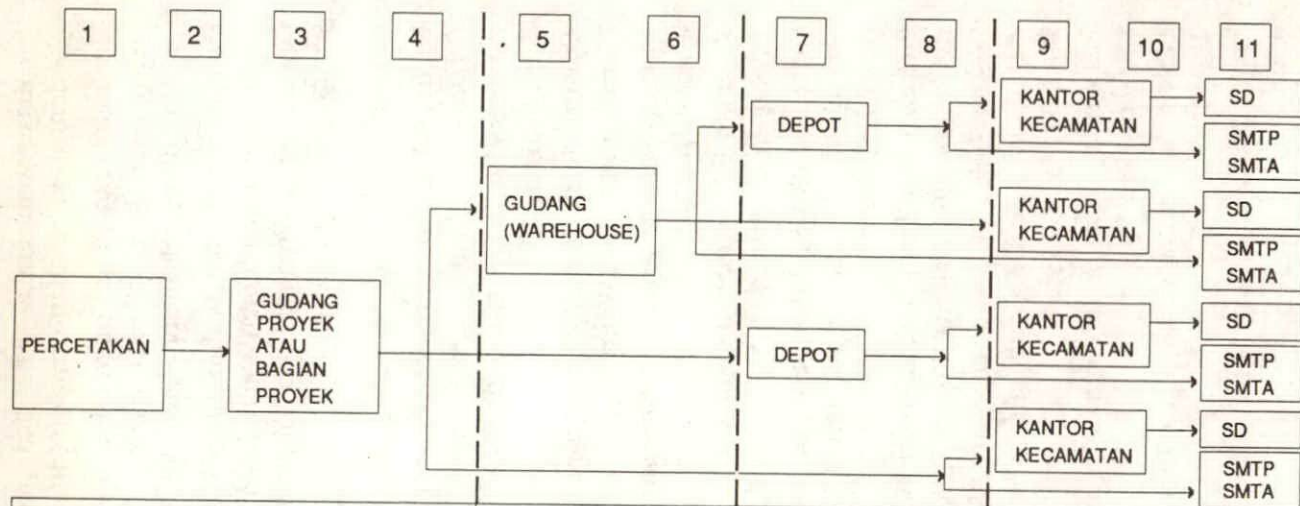 1 2 3 4 5 6 7 8 9 10 11
PERCETAKAN
GUDANG
PROYEK
ATAU
BAGIAN
PROYEK
GUDANG
(WAREHOUSE)
DEPOT
KANTOR
KECAMATAN
SD
SMTP
SMTA
KANTOR
KECAMATAN
SD
SMTP
SMTA
DEPOT
KANTOR
KECAMATAN
SD
SMTP
SMTA
KANTOR
KECAMATAN
SD
SMTP
SMTA